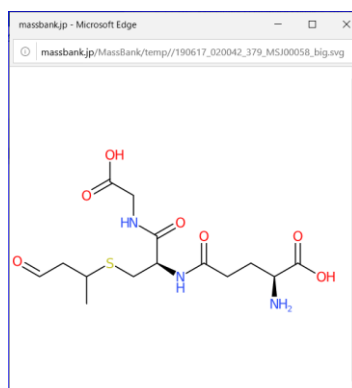 massbank.jp - Microsoft Edge
massbank.jp/MassBank/temp//190617_020042_379_MSJ00058_big.svg
OH
O
HN
O
O
O
O
S
N
H
OH
NH₂